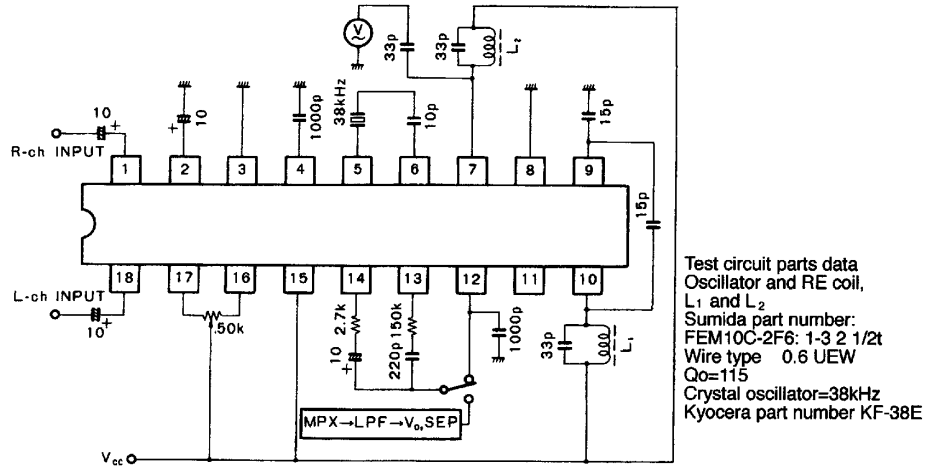 V
33p
33p
L₂
10
+
R-ch INPUT
+
10
1000p
38kHz
10p
15p
1
2
3
4
5
6
7
8
9
15p
18
17
16
15
14
13
12
11
10
L-ch INPUT
10
+
50k
2.7k
150k
10
+
220p
1000p
33p
L₁
MPX→LPF→V₀,SEP
Vcc
Test circuit parts data
Oscillator and RE coil,
L₁ and L₂
Sumida part number:
FEM10C-2F6: 1-3 2 1/2t
Wire type 0.6 UEW
Qo=115
Crystal oscillator=38kHz
Kyocera part number KF-38E